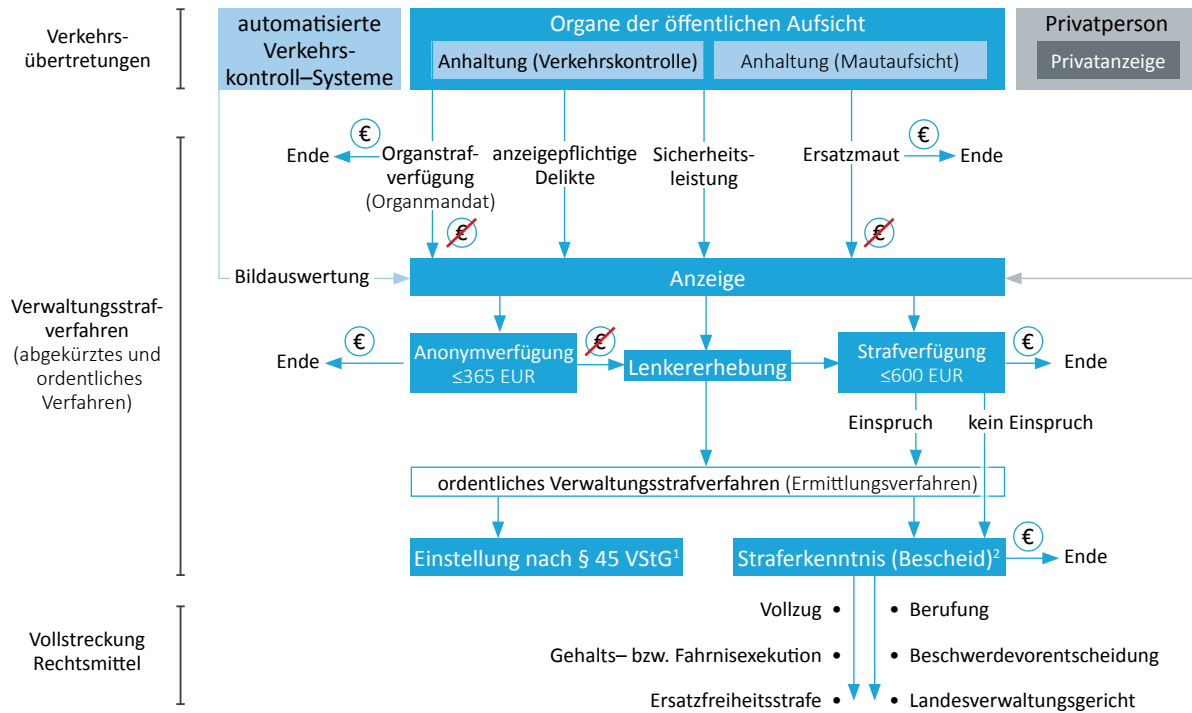 Verkehrs-
übertretungen
automatisierte
Verkehrs-
kontroll–Systeme
Organe der öffentlichen Aufsicht
Anhaltung (Verkehrskontrolle)
Anhaltung (Mautaufsicht)
Privatperson
Privatanzeige
Ende
€
Organstraf-
verfügung
(Organmandat)
€
anzeigepflichtige
Delikte
Sicherheits-
leistung
Ersatzmaut
€
Ende
€
Verwaltungsstraf-
verfahren
(abgekürztes und
ordentliches
Verfahren)
Bildauswertung
Anzeige
Ende
€
Anonymverfügung
≤365 EUR
€
Lenkererhebung
Strafverfügung
≤600 EUR
€
Ende
Einspruch
kein Einspruch
ordentliches Verwaltungsstrafverfahren (Ermittlungsverfahren)
Einstellung nach § 45 VStG¹
Straferkenntnis (Bescheid)²
€
Ende
Vollstreckung
Rechtsmittel
Vollzug •
• Berufung
Gehalts– bzw. Fahrnisexekution •
• Beschwerdevorentscheidung
Ersatzfreiheitsstrafe •
• Landesverwaltungsgericht